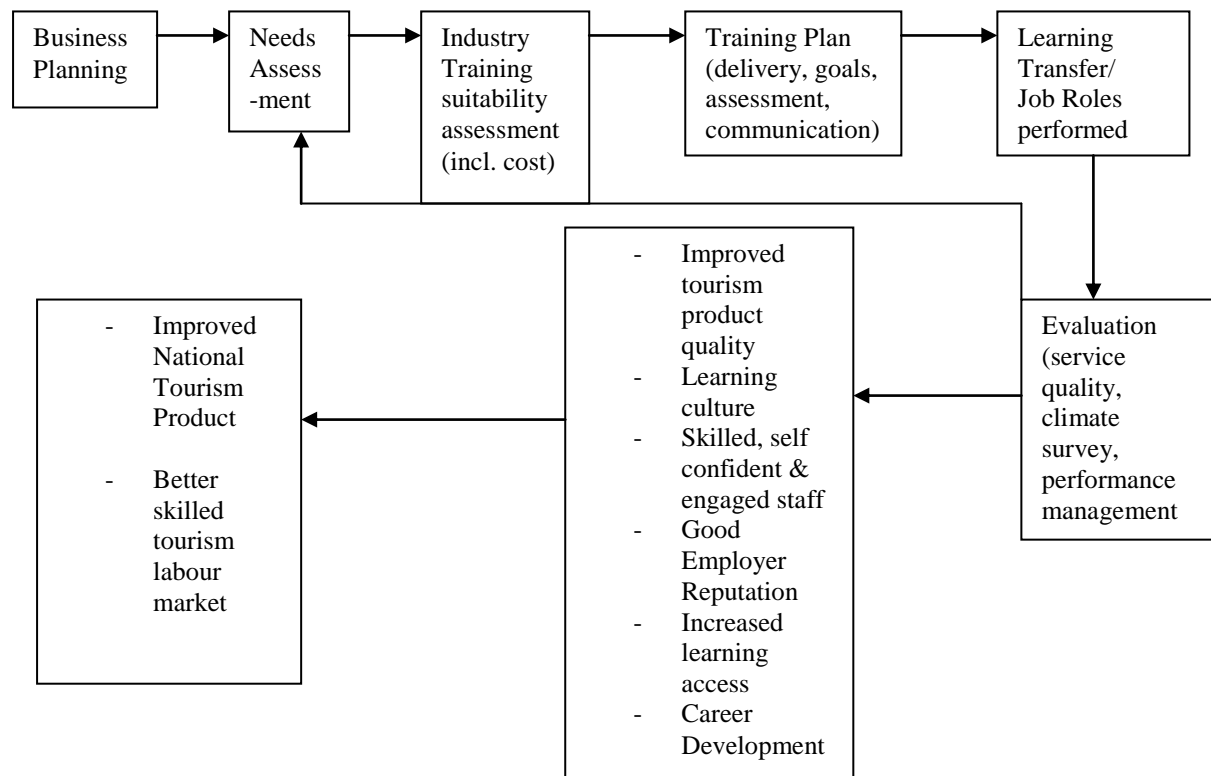 Business
Planning
Needs
Assess
-ment
Industry
Training
suitability
assessment
(incl. cost)
Training Plan
(delivery, goals,
assessment,
communication)
Learning
Transfer/
Job Roles
performed
Evaluation
(service
quality,
climate
survey,
performance
management
- Improved
tourism
product
quality
- Learning
culture
- Skilled, self
confident &
engaged staff
- Good
Employer
Reputation
- Increased
learning
access
- Career
Development
- Improved
National
Tourism
Product
- Better
skilled
tourism
labour
market